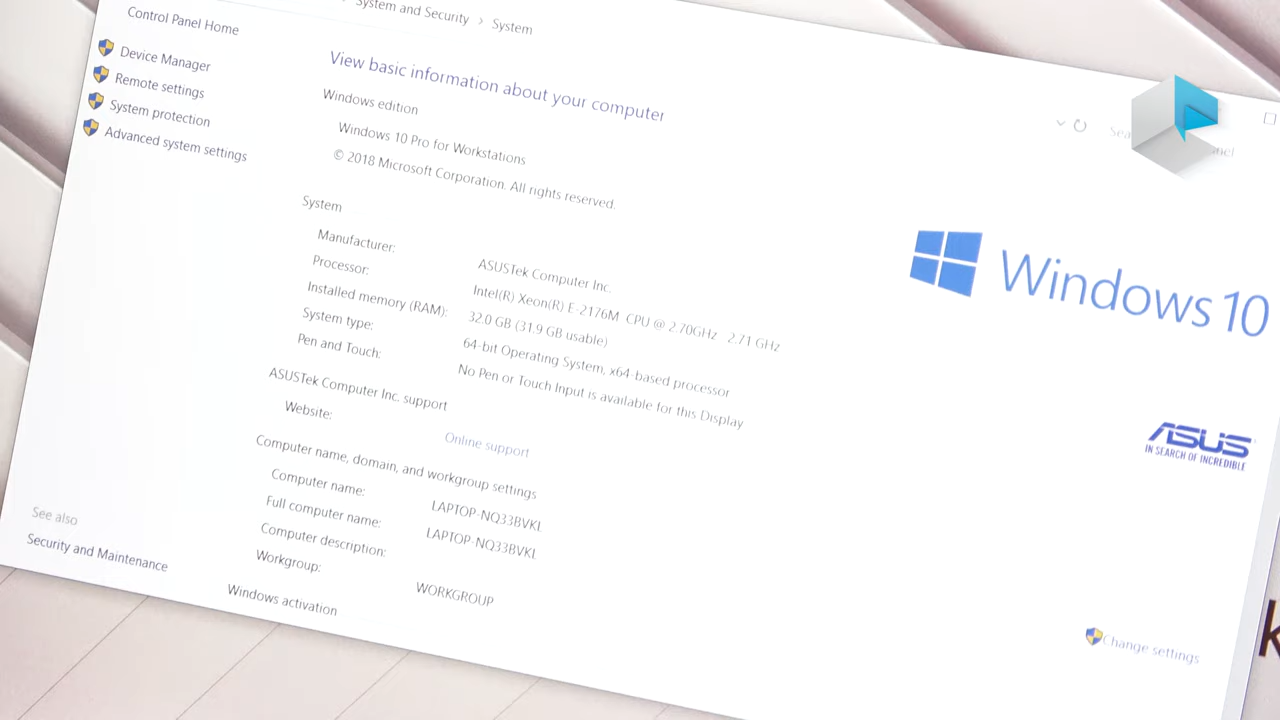 System and Security > System
Control Panel Home
Device Manager
Remote settings
System protection
Advanced system settings
View basic information about your computer
Windows edition
Windows 10 Pro for Workstations
© 2018 Microsoft Corporation. All rights reserved.
System
Manufacturer: ASUSTek Computer Inc.
Processor: Intel(R) Xeon(R) E-2176M CPU @ 2.70GHz 2.71 GHz
Installed memory (RAM): 32.0 GB (31.9 GB usable)
System type: 64-bit Operating System, x64-based processor
Pen and Touch: No Pen or Touch Input is available for this Display
ASUSTek Computer Inc. support
Website: Online support
Computer name, domain, and workgroup settings
Computer name: LAPTOP-NQ33BVKL
Full computer name: LAPTOP-NQ33BVKL
Computer description:
Workgroup: WORKGROUP
Windows activation
See also
Security and Maintenance
Windows 10
ASUS
IN SEARCH OF INCREDIBLE
Change settings